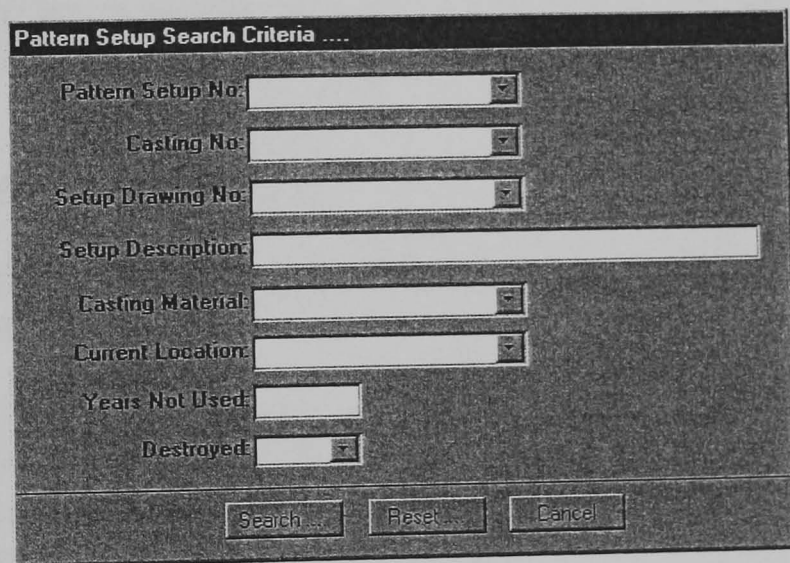 Pattern Setup Search Criteria ....
Pattern Setup No:
Casting No:
Setup Drawing No:
Setup Description:
Casting Material:
Current Location:
Years Not Used:
Destroyed:
Search ... Reset ... Cancel